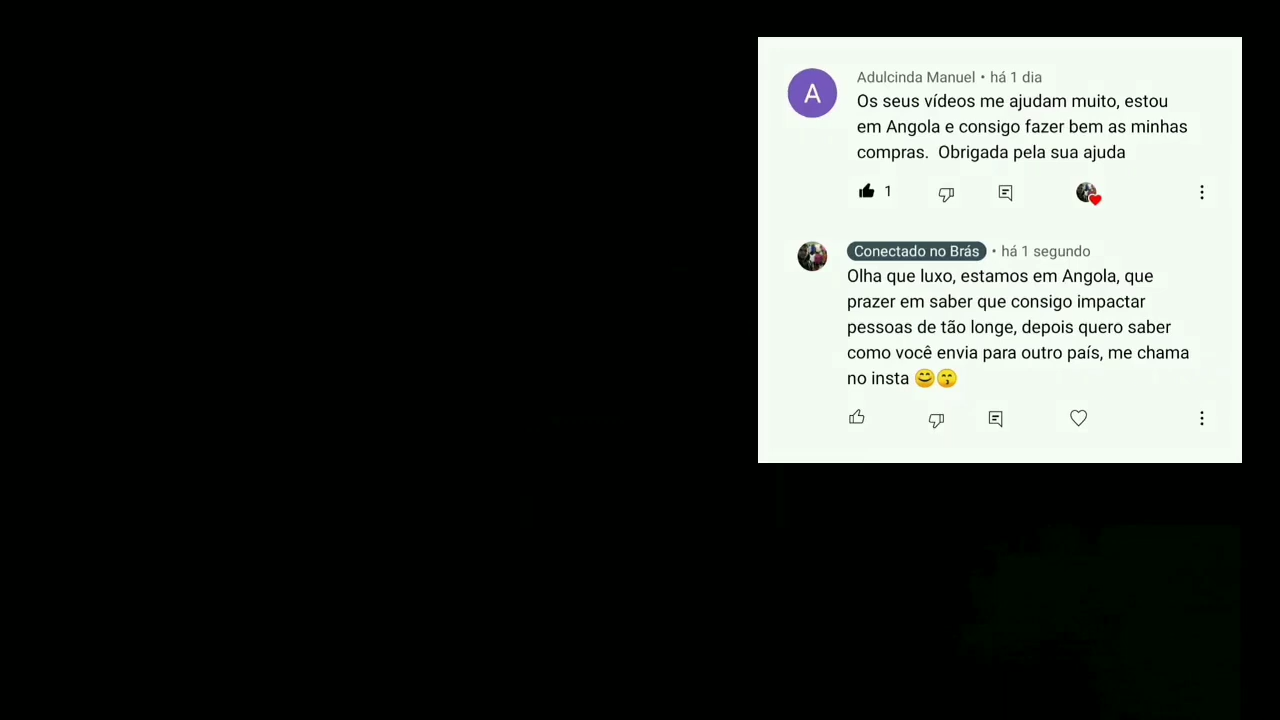 A
Adulcinda Manuel • há 1 dia
Os seus vídeos me ajudam muito, estou
em Angola e consigo fazer bem as minhas
compras.  Obrigada pela sua ajuda
1
Conectado no Brás • há 1 segundo
Olha que luxo, estamos em Angola, que
prazer em saber que consigo impactar
pessoas de tão longe, depois quero saber
como você envia para outro país, me chama
no insta 😊😙